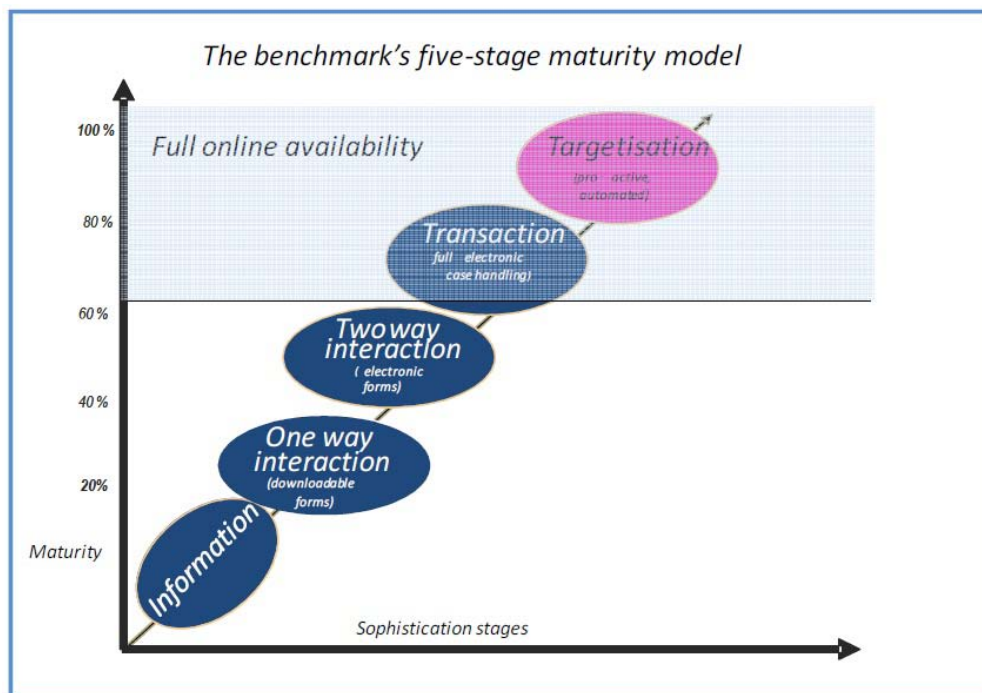 The benchmark's five-stage maturity model
100 %
Full online availability
Targetisation
(pro active,
automated)
80 %
Transaction
full electronic
case handling)
60 %
Two way
interaction
( electronic
forms)
40 %
One way
interaction
(downloadable
forms)
20%
Information
Maturity
Sophistication stages